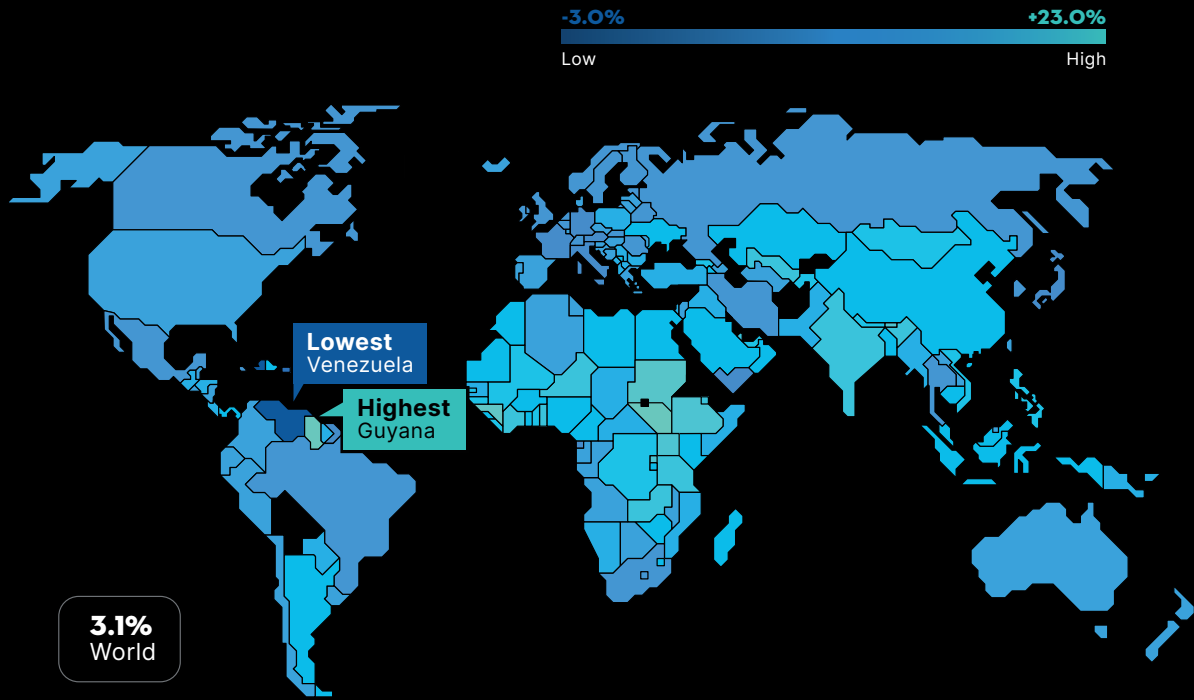 -3.0%
+23.0%
Low
High
Lowest
Venezuela
Highest
Guyana
3.1%
World